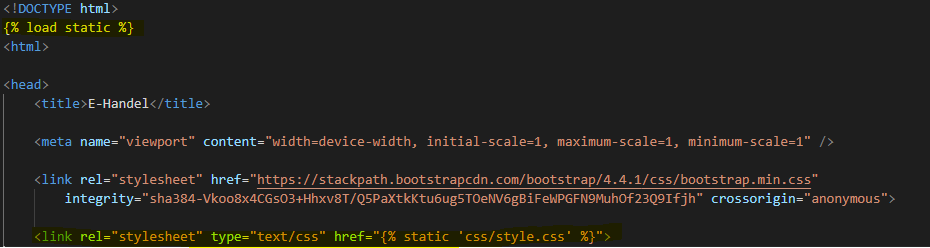 <!DOCTYPE html>
{% load static %}
<html>
<head>
<title>E-Handel</title>
<meta name="viewport" content="width=device-width, initial-scale=1, maximum-scale=1, minimum-scale=1" />
<link rel="stylesheet" href="https://stackpath.bootstrapcdn.com/bootstrap/4.4.1/css/bootstrap.min.css"
integrity="sha384-Vkoo8x4CGsO3+Hhxv8T/Q5PaXtkKtu6ug5TOeNV6gBiFeWPGFN9MuhOf23Q9Ifjh" crossorigin="anonymous">
<link rel="stylesheet" type="text/css" href="{% static 'css/style.css' %}">